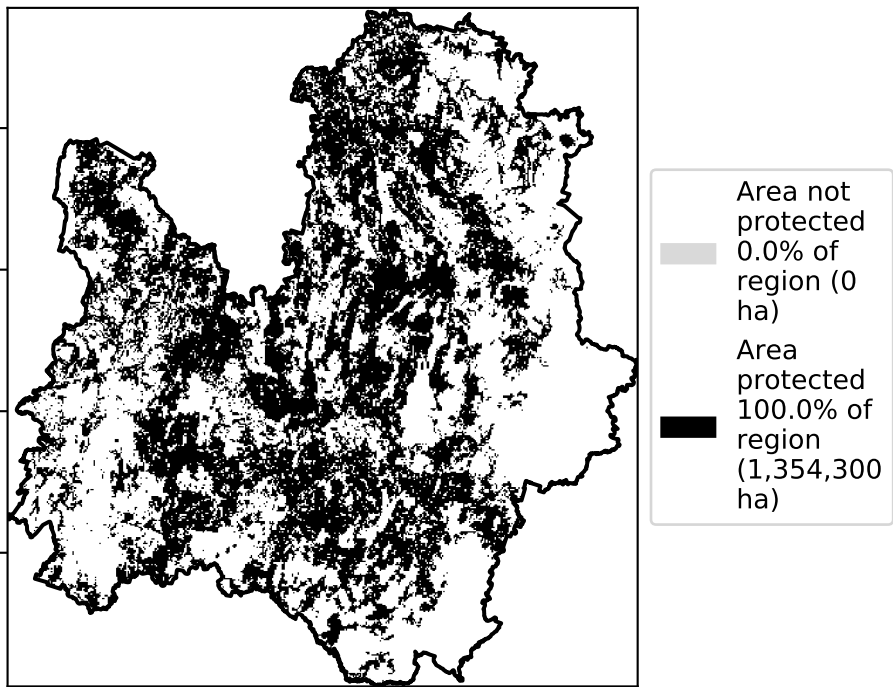 Area not
protected
0.0% of
region (0
ha)
Area
protected
100.0% of
region
(1,354,300
ha)